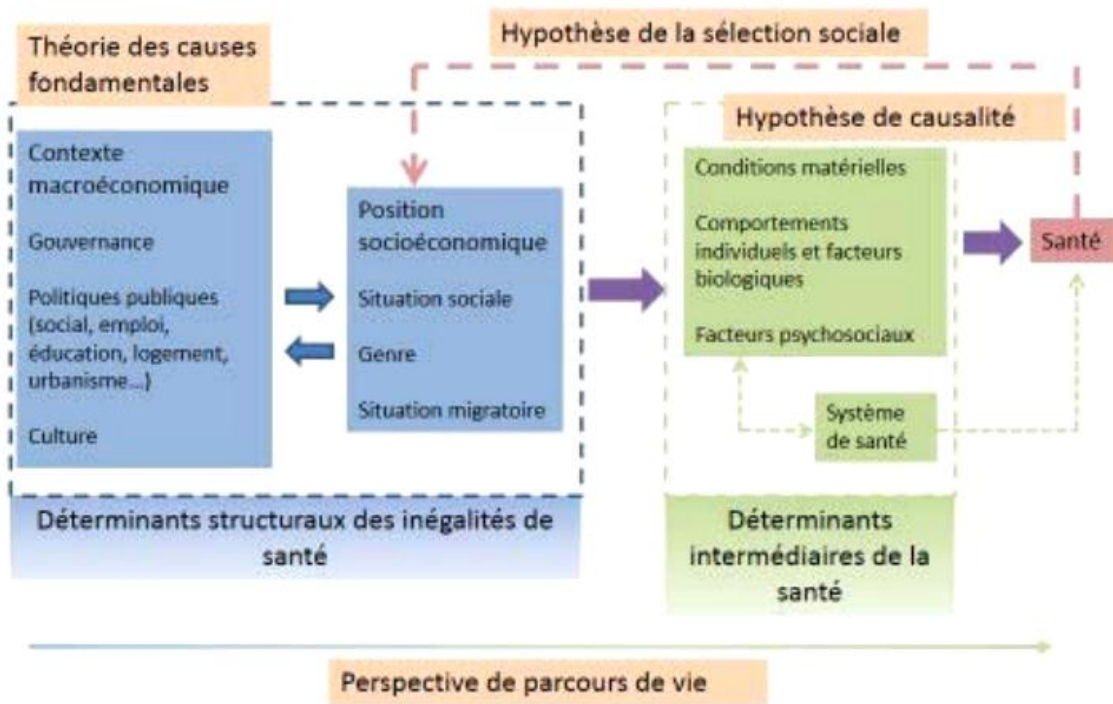 Théorie des causes
fondamentales
Hypothèse de la sélection sociale
Contexte
macroéconomique
Gouvernance
Politiques publiques
(social, emploi,
éducation, logement,
urbanisme...)
Culture
Position
socioéconomique
Situation sociale
Genre
Situation migratoire
Déterminants structuraux des inégalités de
santé
Hypothèse de causalité
Conditions matérielles
Comportements
individuels et facteurs
biologiques
Facteurs psychosociaux
Système
de santé
Santé
Déterminants
intermédiaires de la
santé
Perspective de parcours de vie